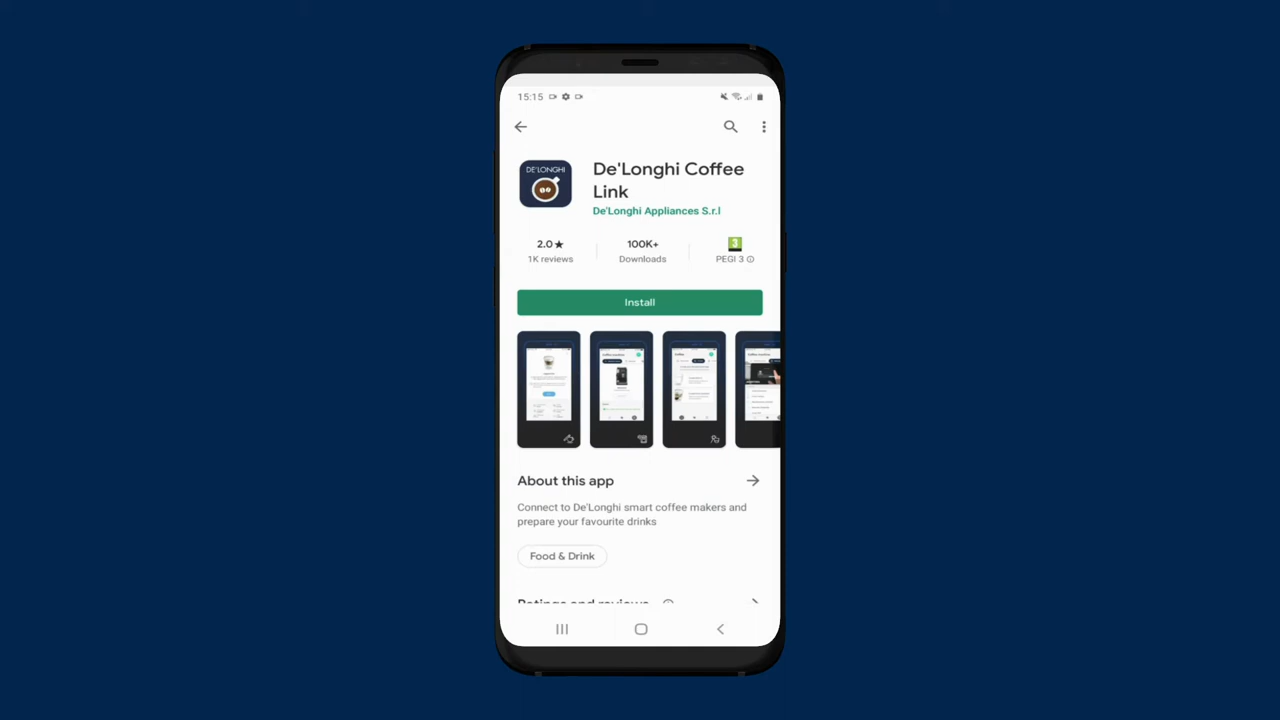 15:15
De'Longhi Coffee
Link
De'Longhi Appliances S.r.l
DE'LONGHI
2.0★
1K reviews
100K+
Downloads
3
PEGI 3
Install
About this app
Connect to De'Longhi smart coffee makers and
prepare your favourite drinks
Food & Drink
Ratings and reviews